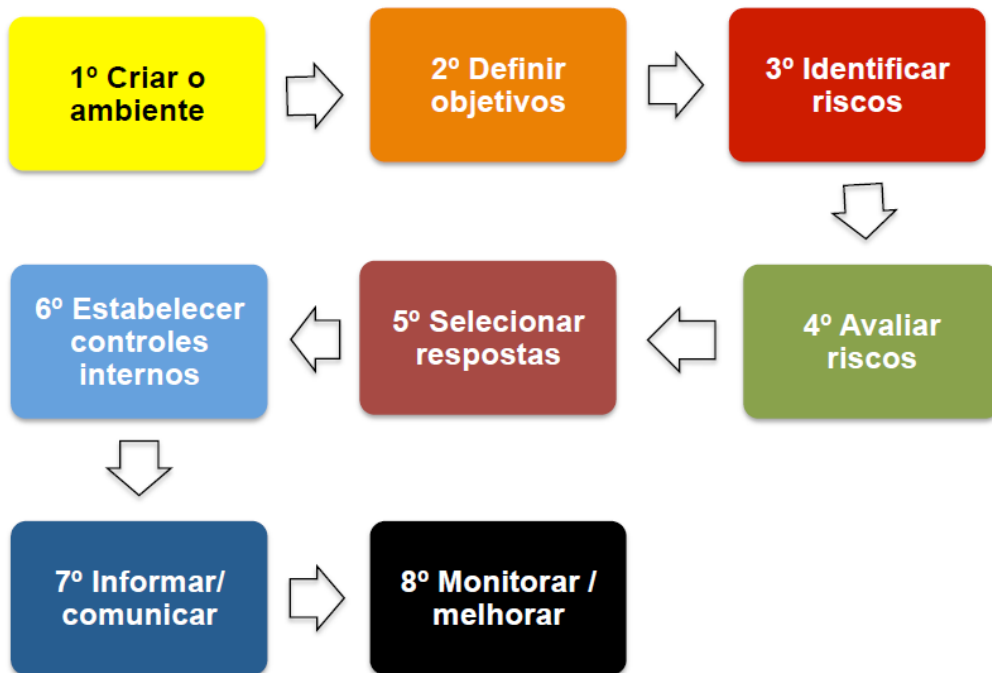 1º Criar o
ambiente
2º Definir
objetivos
3º Identificar
riscos
4º Avaliar
riscos
5º Selecionar
respostas
6º Estabelecer
controles
internos
7º Informar/
comunicar
8º Monitorar /
melhorar